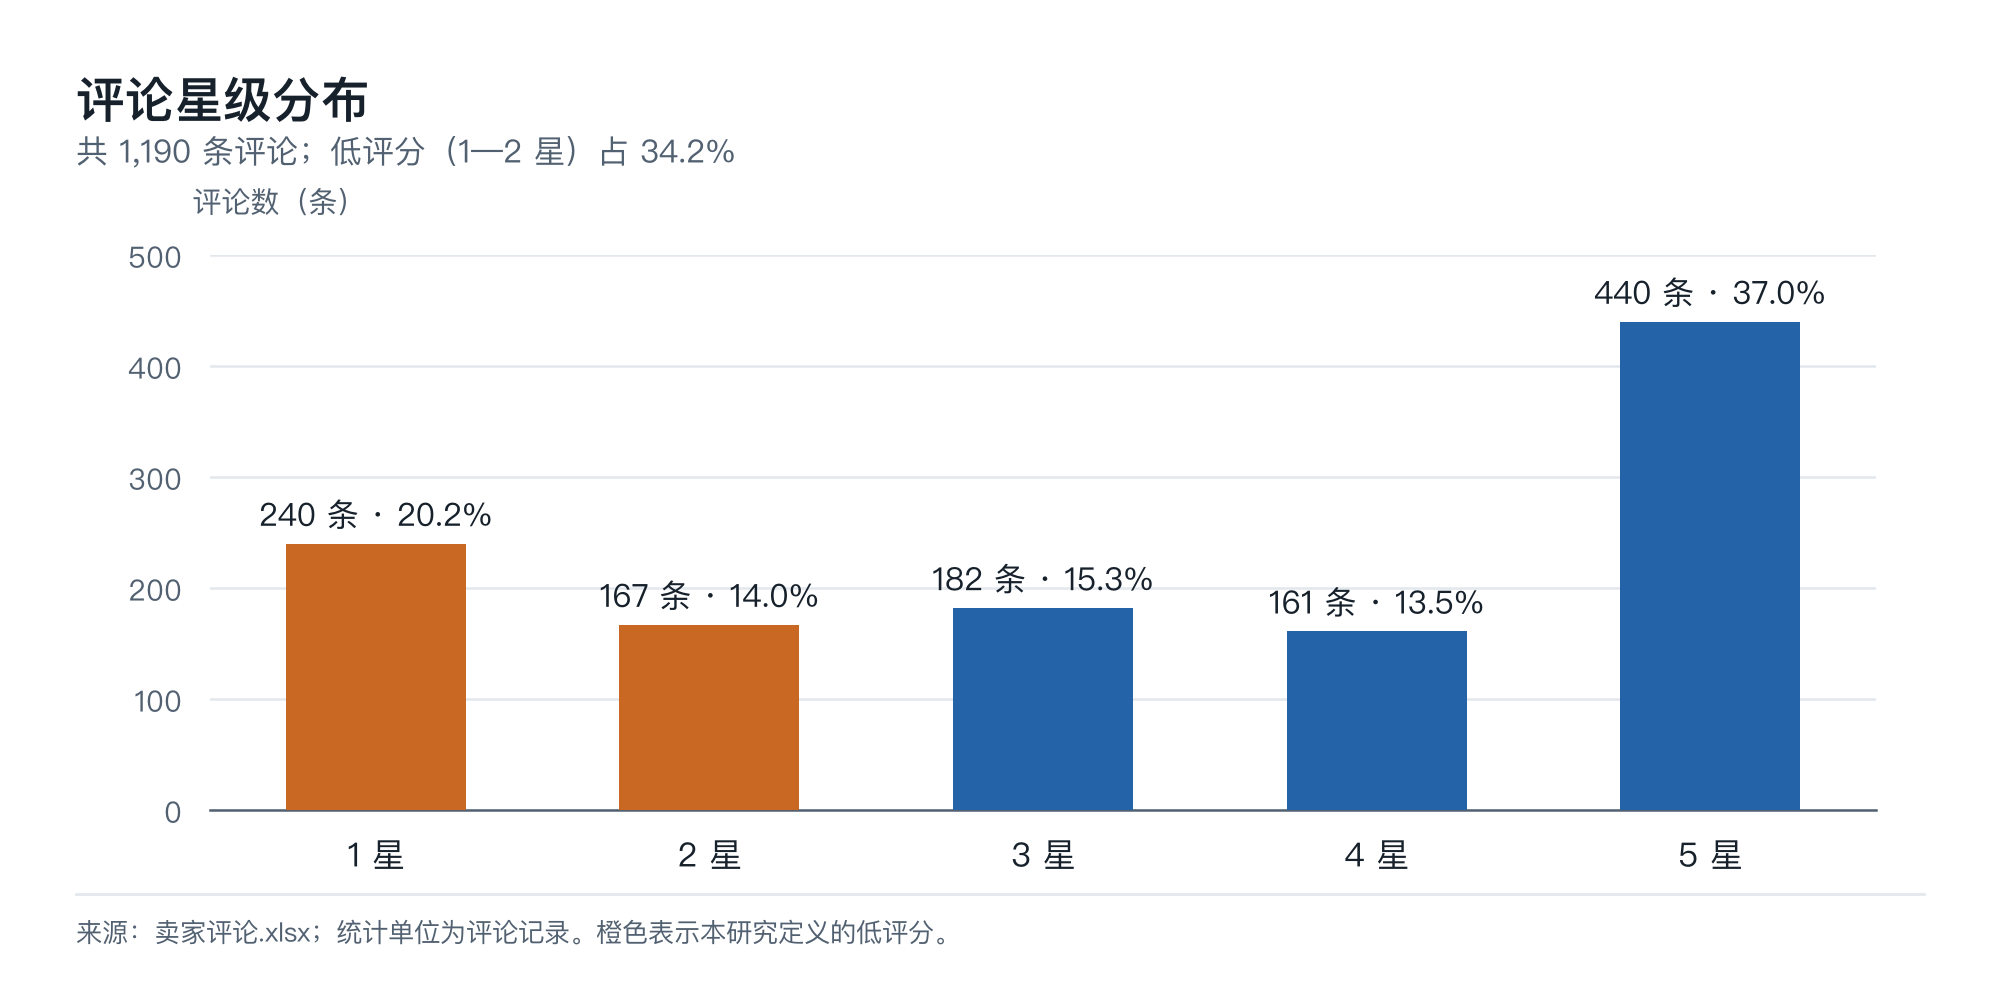 评论星级分布
共 1,190 条评论；低评分（1—2 星）占 34.2%
评论数（条）
500
440 条 · 37.0%
400
300
240 条 · 20.2%
200
167 条 · 14.0%
182 条 · 15.3%
161 条 · 13.5%
100
0
1 星
2 星
3 星
4 星
5 星
来源：卖家评论.xlsx；统计单位为评论记录。橙色表示本研究定义的低评分。